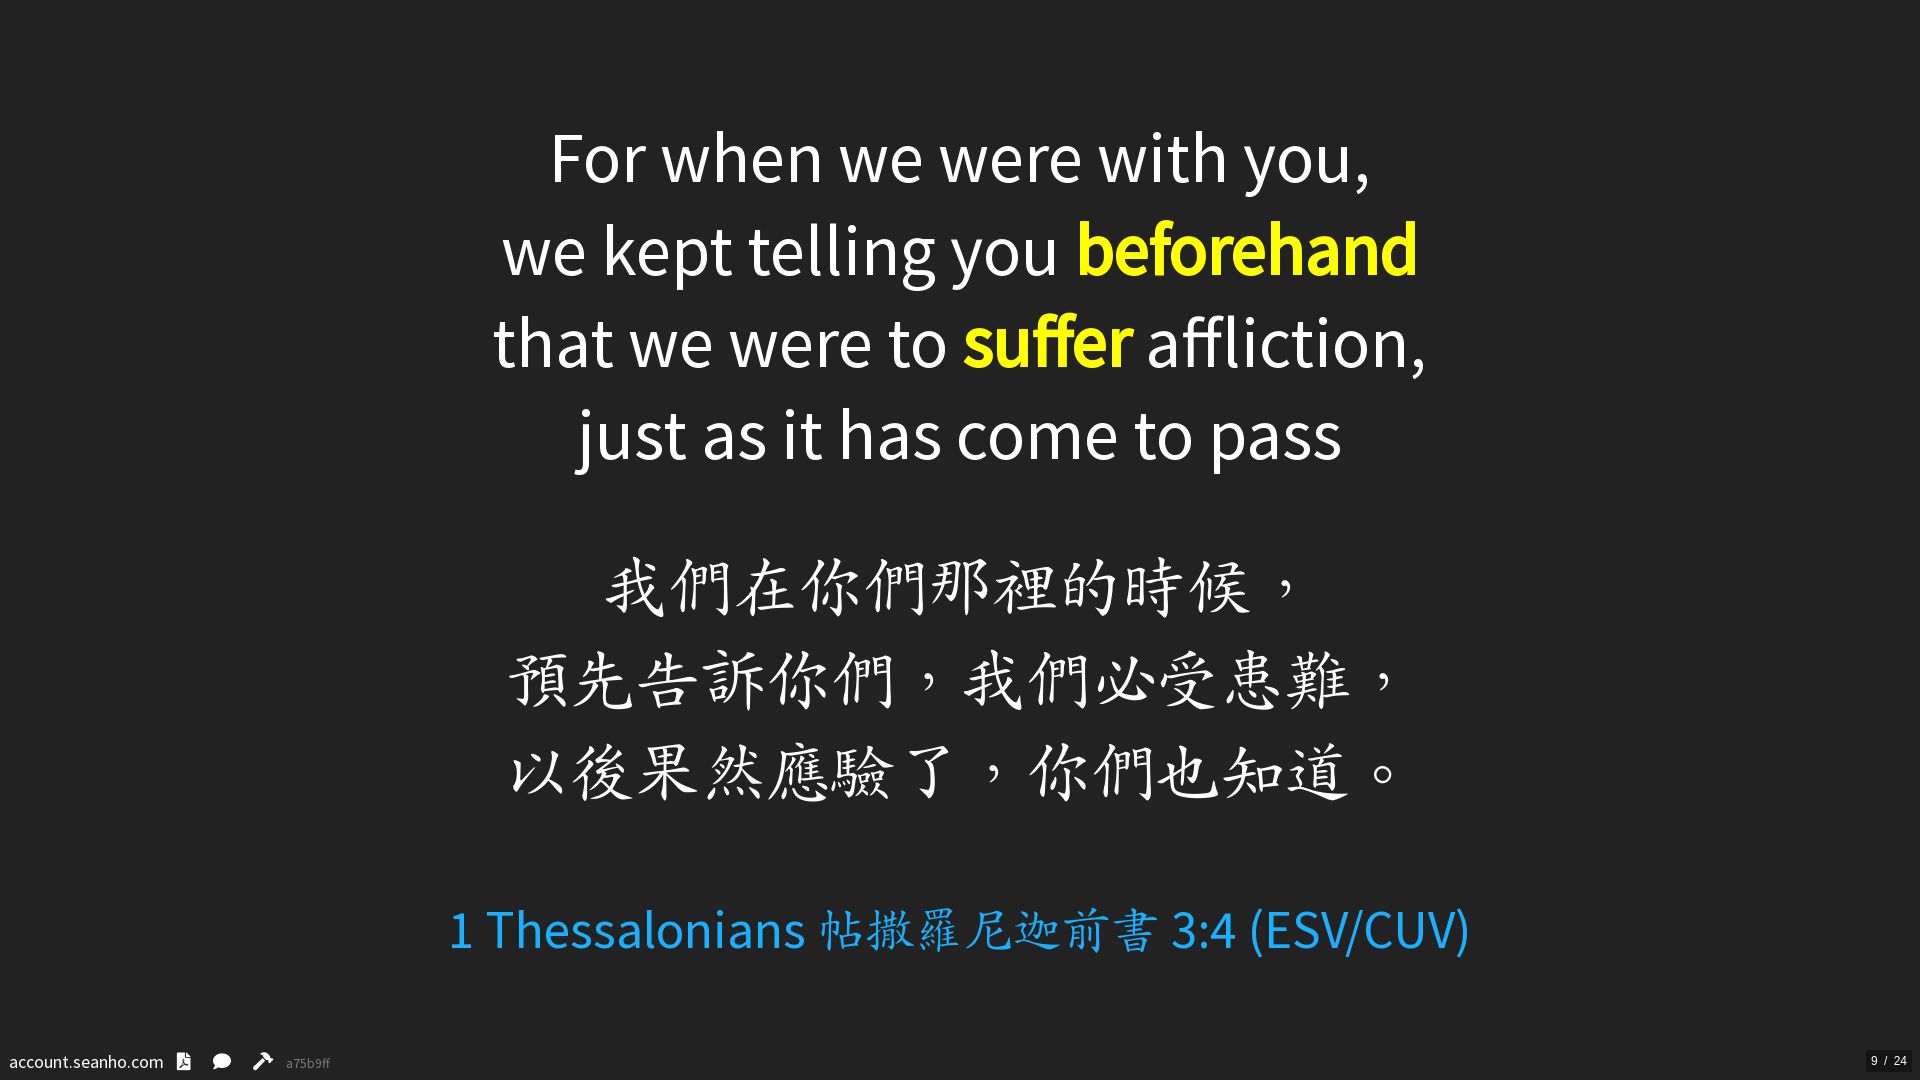 For when we were with you,
we kept telling you beforehand
that we were to suffer affliction,
just as it has come to pass
我們在你們那裡的時候，
預先告訴你們，我們必受患難，
以後果然應驗了，你們也知道。
1 Thessalonians 帖撒羅尼迦前書 3:4 (ESV/CUV)
account.seanho.com a75b9ff
9 / 24